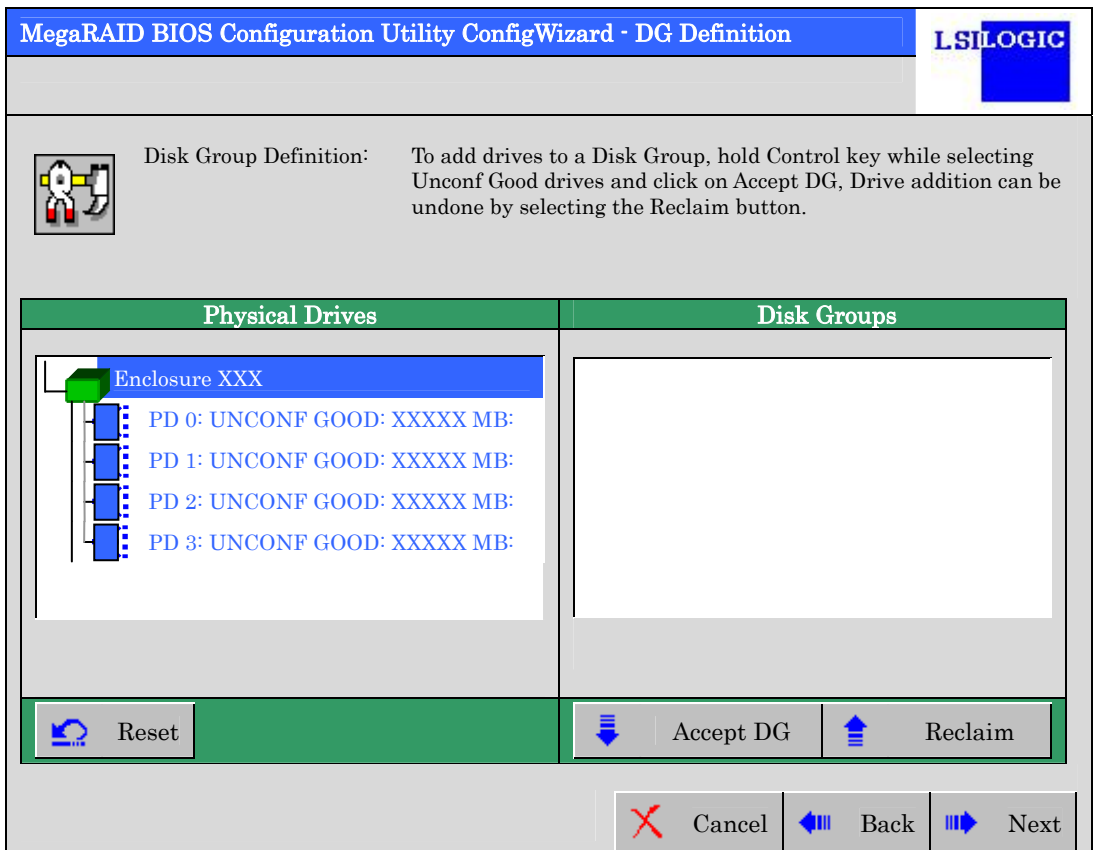 MegaRAID BIOS Configuration Utility ConfigWizard - DG Definition
LSILOGIC
Disk Group Definition:
To add drives to a Disk Group, hold Control key while selecting
Unconf Good drives and click on Accept DG, Drive addition can be
undone by selecting the Reclaim button.
Physical Drives
Disk Groups
Enclosure XXX
PD 0: UNCONF GOOD: XXXXX MB:
PD 1: UNCONF GOOD: XXXXX MB:
PD 2: UNCONF GOOD: XXXXX MB:
PD 3: UNCONF GOOD: XXXXX MB:
Reset
Accept DG
Reclaim
Cancel
Back
Next